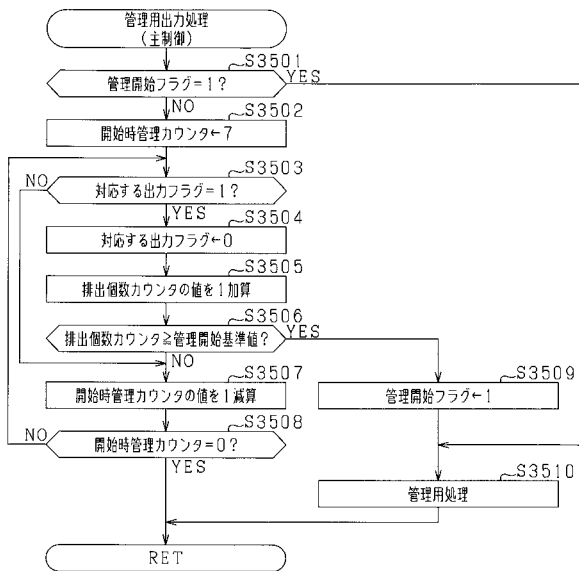 管理用出力処理
(主制御)
S3501
管理開始フラグ=1?
YES
NO
S3502
開始時管理カウンタ←7
S3503
NO
対応する出力フラグ=1?
YES
S3504
対応する出力フラグ←0
S3505
排出個数カウンタの値を1加算
S3506
排出個数カウンタ≧管理開始基準値?
YES
NO
S3507
開始時管理カウンタの値を1減算
S3509
管理開始フラグ←1
S3508
NO
開始時管理カウンタ=0?
YES
S3510
管理用処理
RET